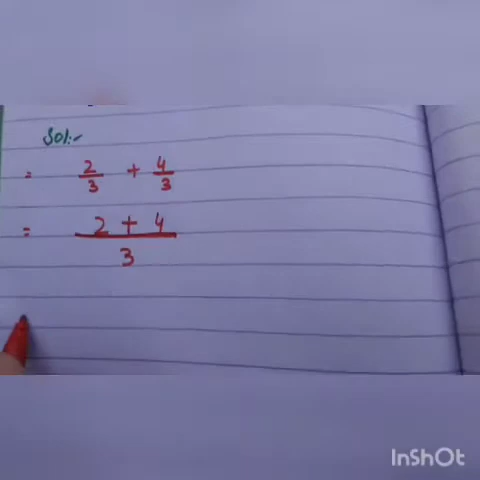 Sol:-
= 2/3 + 4/3
= 2 + 4
3
InShOt